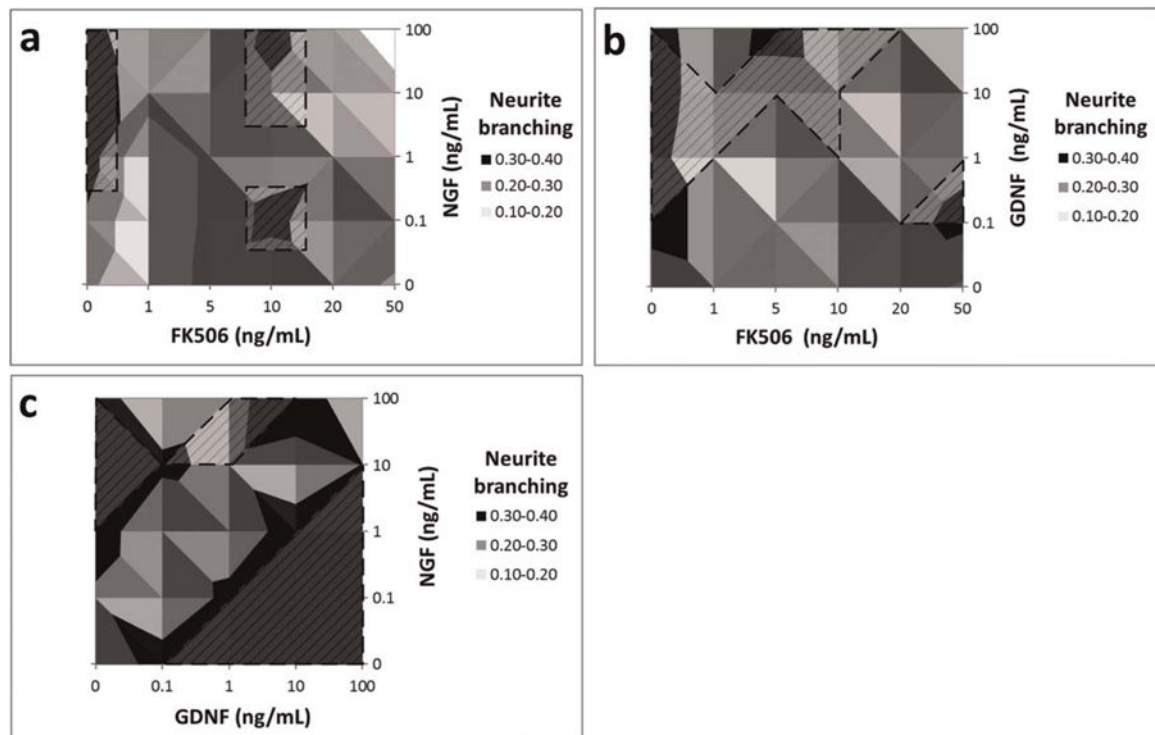 a
100
10
1
0.1
0
NGF (ng/mL)
0 1 5 10 20 50
FK506 (ng/mL)
Neurite
branching
0.30-0.40
0.20-0.30
0.10-0.20
b
100
10
1
0.1
0
GDNF (ng/mL)
0 1 5 10 20 50
FK506 (ng/mL)
Neurite
branching
0.30-0.40
0.20-0.30
0.10-0.20
c
100
10
1
0.1
0
NGF (ng/mL)
0 0.1 1 10 100
GDNF (ng/mL)
Neurite
branching
0.30-0.40
0.20-0.30
0.10-0.20